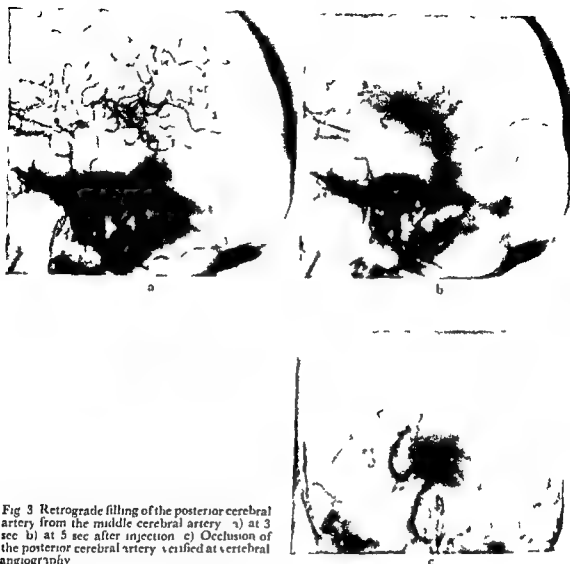 a
b
c
Fig 3 Retrograde filling of the posterior cerebral
artery from the middle cerebral artery a) at 3
sec b) at 5 sec after injection c) Occlusion of
the posterior cerebral artery verified at vertebral
angiography